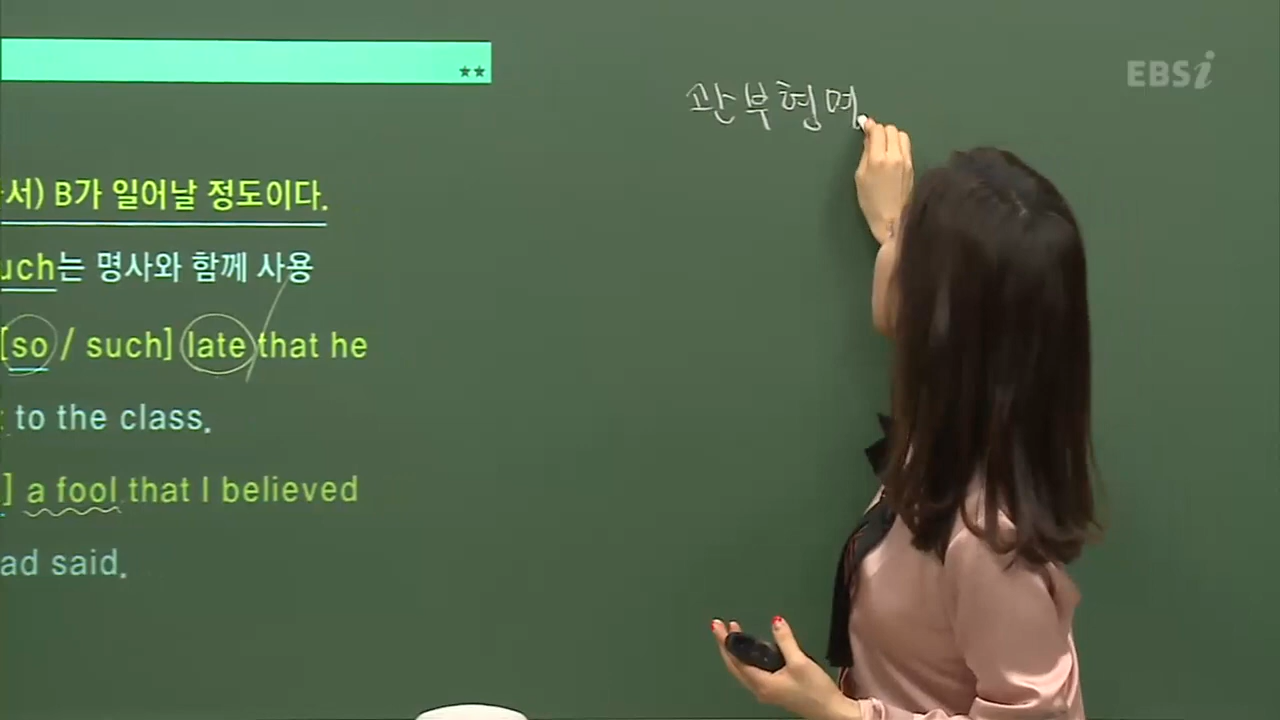 ★★
EBSi
관부형명
서) B가 일어날 정도이다.
uch는 명사와 함께 사용
[so / such] late that he
to the class.
] a fool that I believed
ad said.